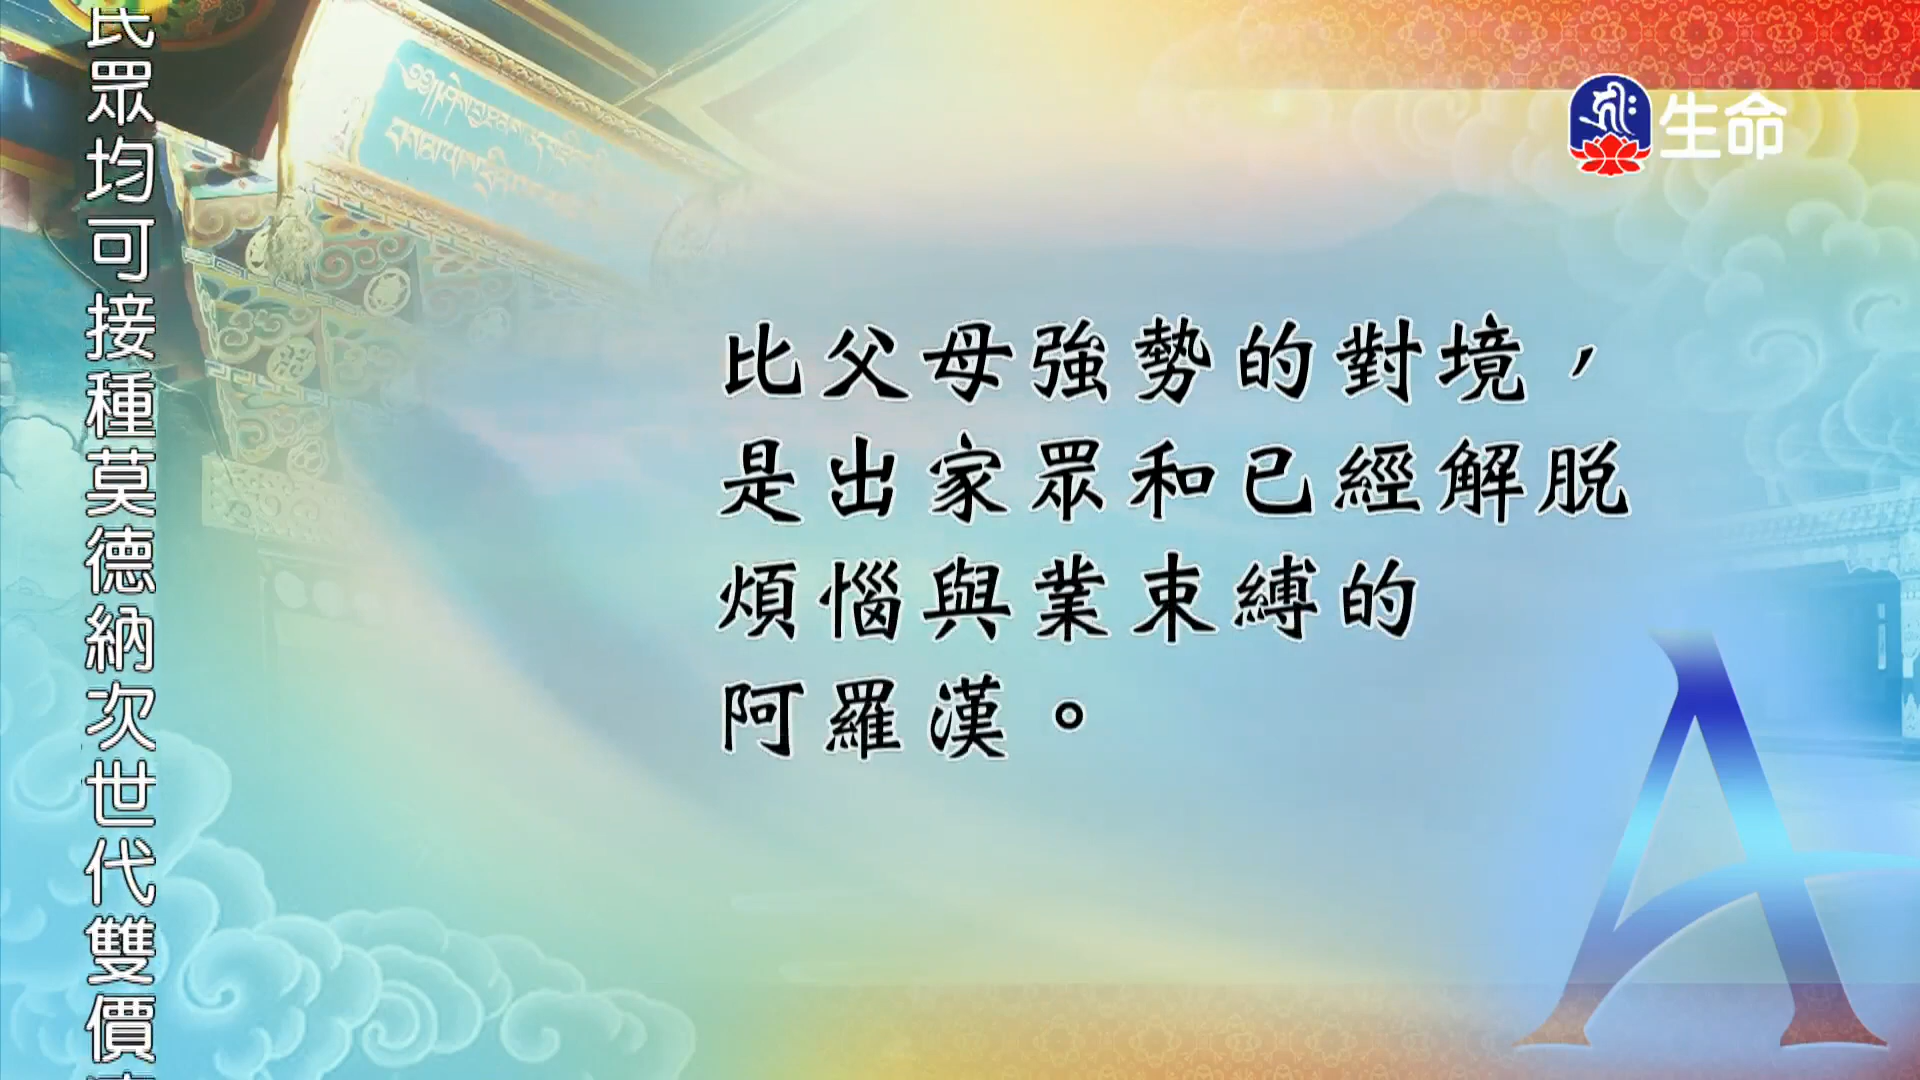 民眾均可接種莫德納次世代雙價
生命
比父母強勢的對境，
是出家眾和已經解脫
煩惱與業束縛的
阿羅漢。